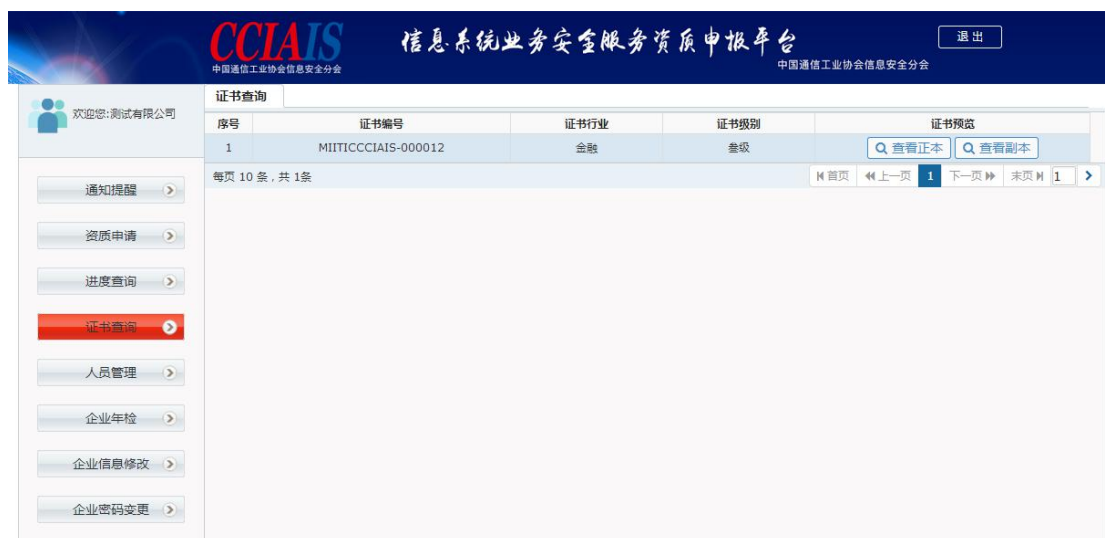 CCIAIS
中国通信工业协会信息安全分会
信息系统业务安全服务资质申报平台
中国通信工业协会信息安全分会
退出
欢迎您:测试有限公司
通知提醒
资质申请
进度查询
证书查询
人员管理
企业年检
企业信息修改
企业密码变更
证书查询
序号 证书编号 证书行业 证书级别 证书预览
1 MIITICCCIAIS-000012 金融 叁级 查看正本 查看副本
每页 10 条 , 共 1条 首页 上一页 1 下一页 末页 1